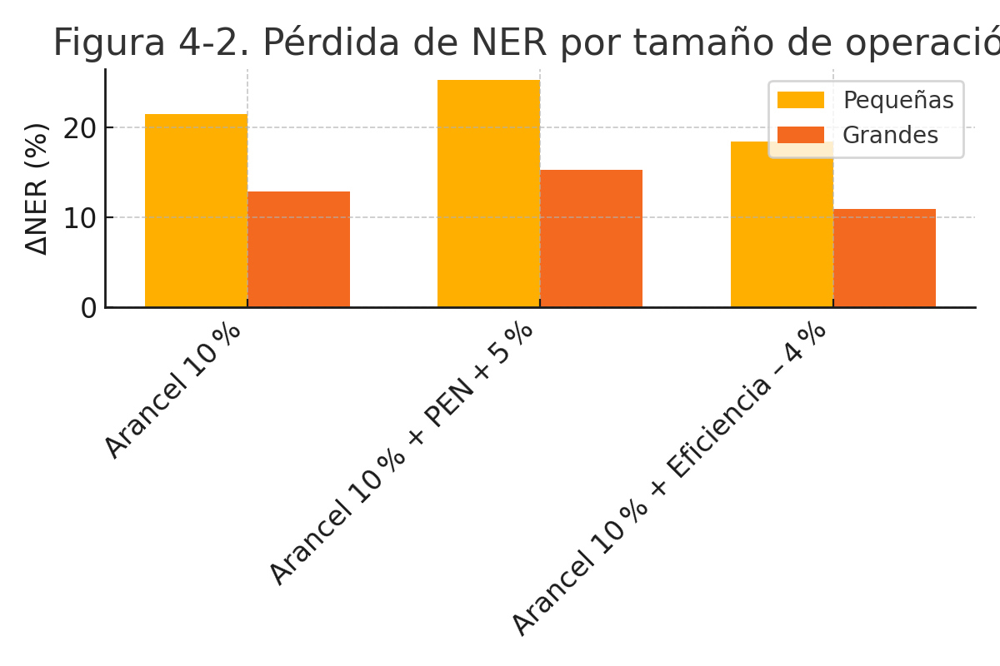 Figura 4-2. Pérdida de NER por tamaño de operació
Pequeñas
Grandes
ΔNER (%)
20
10
0
Arancel 10 %
Arancel 10 % + PEN + 5 %
Arancel 10 % + Eficiencia – 4 %